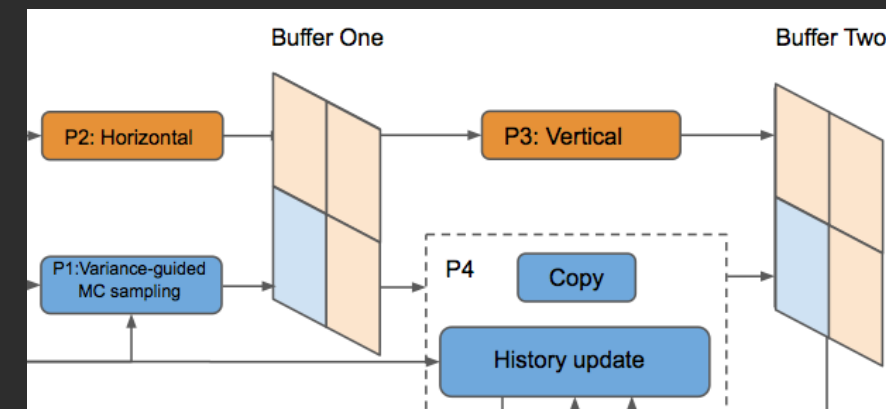 Buffer One
Buffer Two
P2: Horizontal
P3: Vertical
P1:Variance-guided
MC sampling
P4
Copy
History update